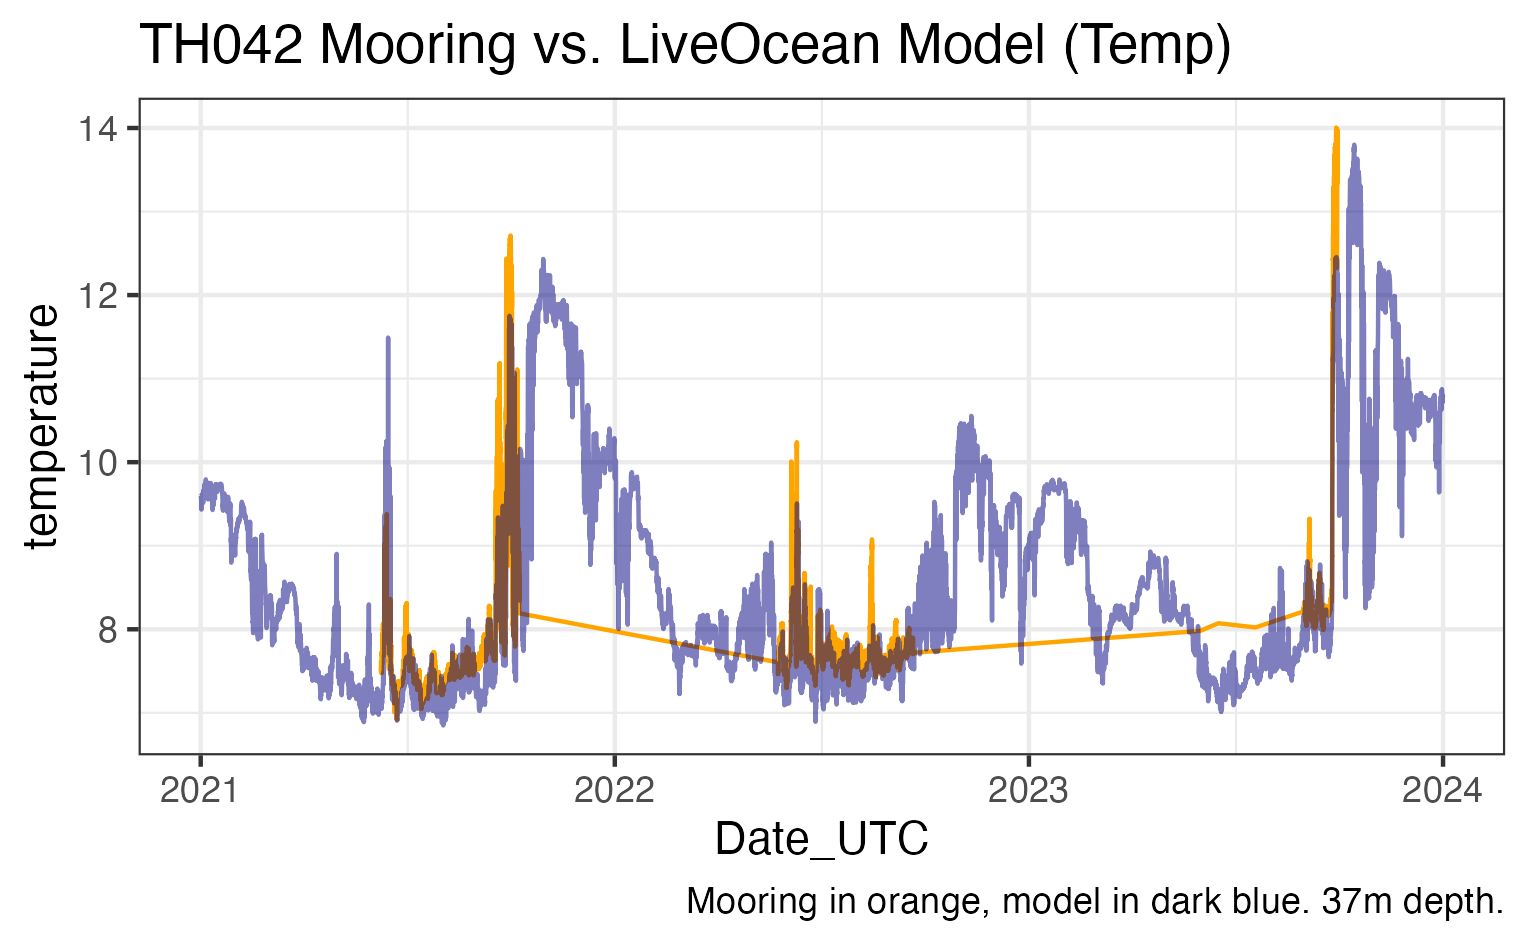 TH042 Mooring vs. LiveOcean Model (Temp)
14
12
10
8
temperature
2021
2022
2023
2024
Date_UTC
Mooring in orange, model in dark blue. 37m depth.